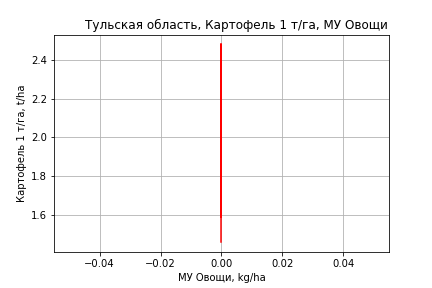 Тульская область, Картофель 1 т/га, МУ Овощи
Картофель 1 т/га, t/ha
2.4
2.2
2.0
1.8
1.6
−0.04 −0.02 0.00 0.02 0.04
МУ Овощи, kg/ha